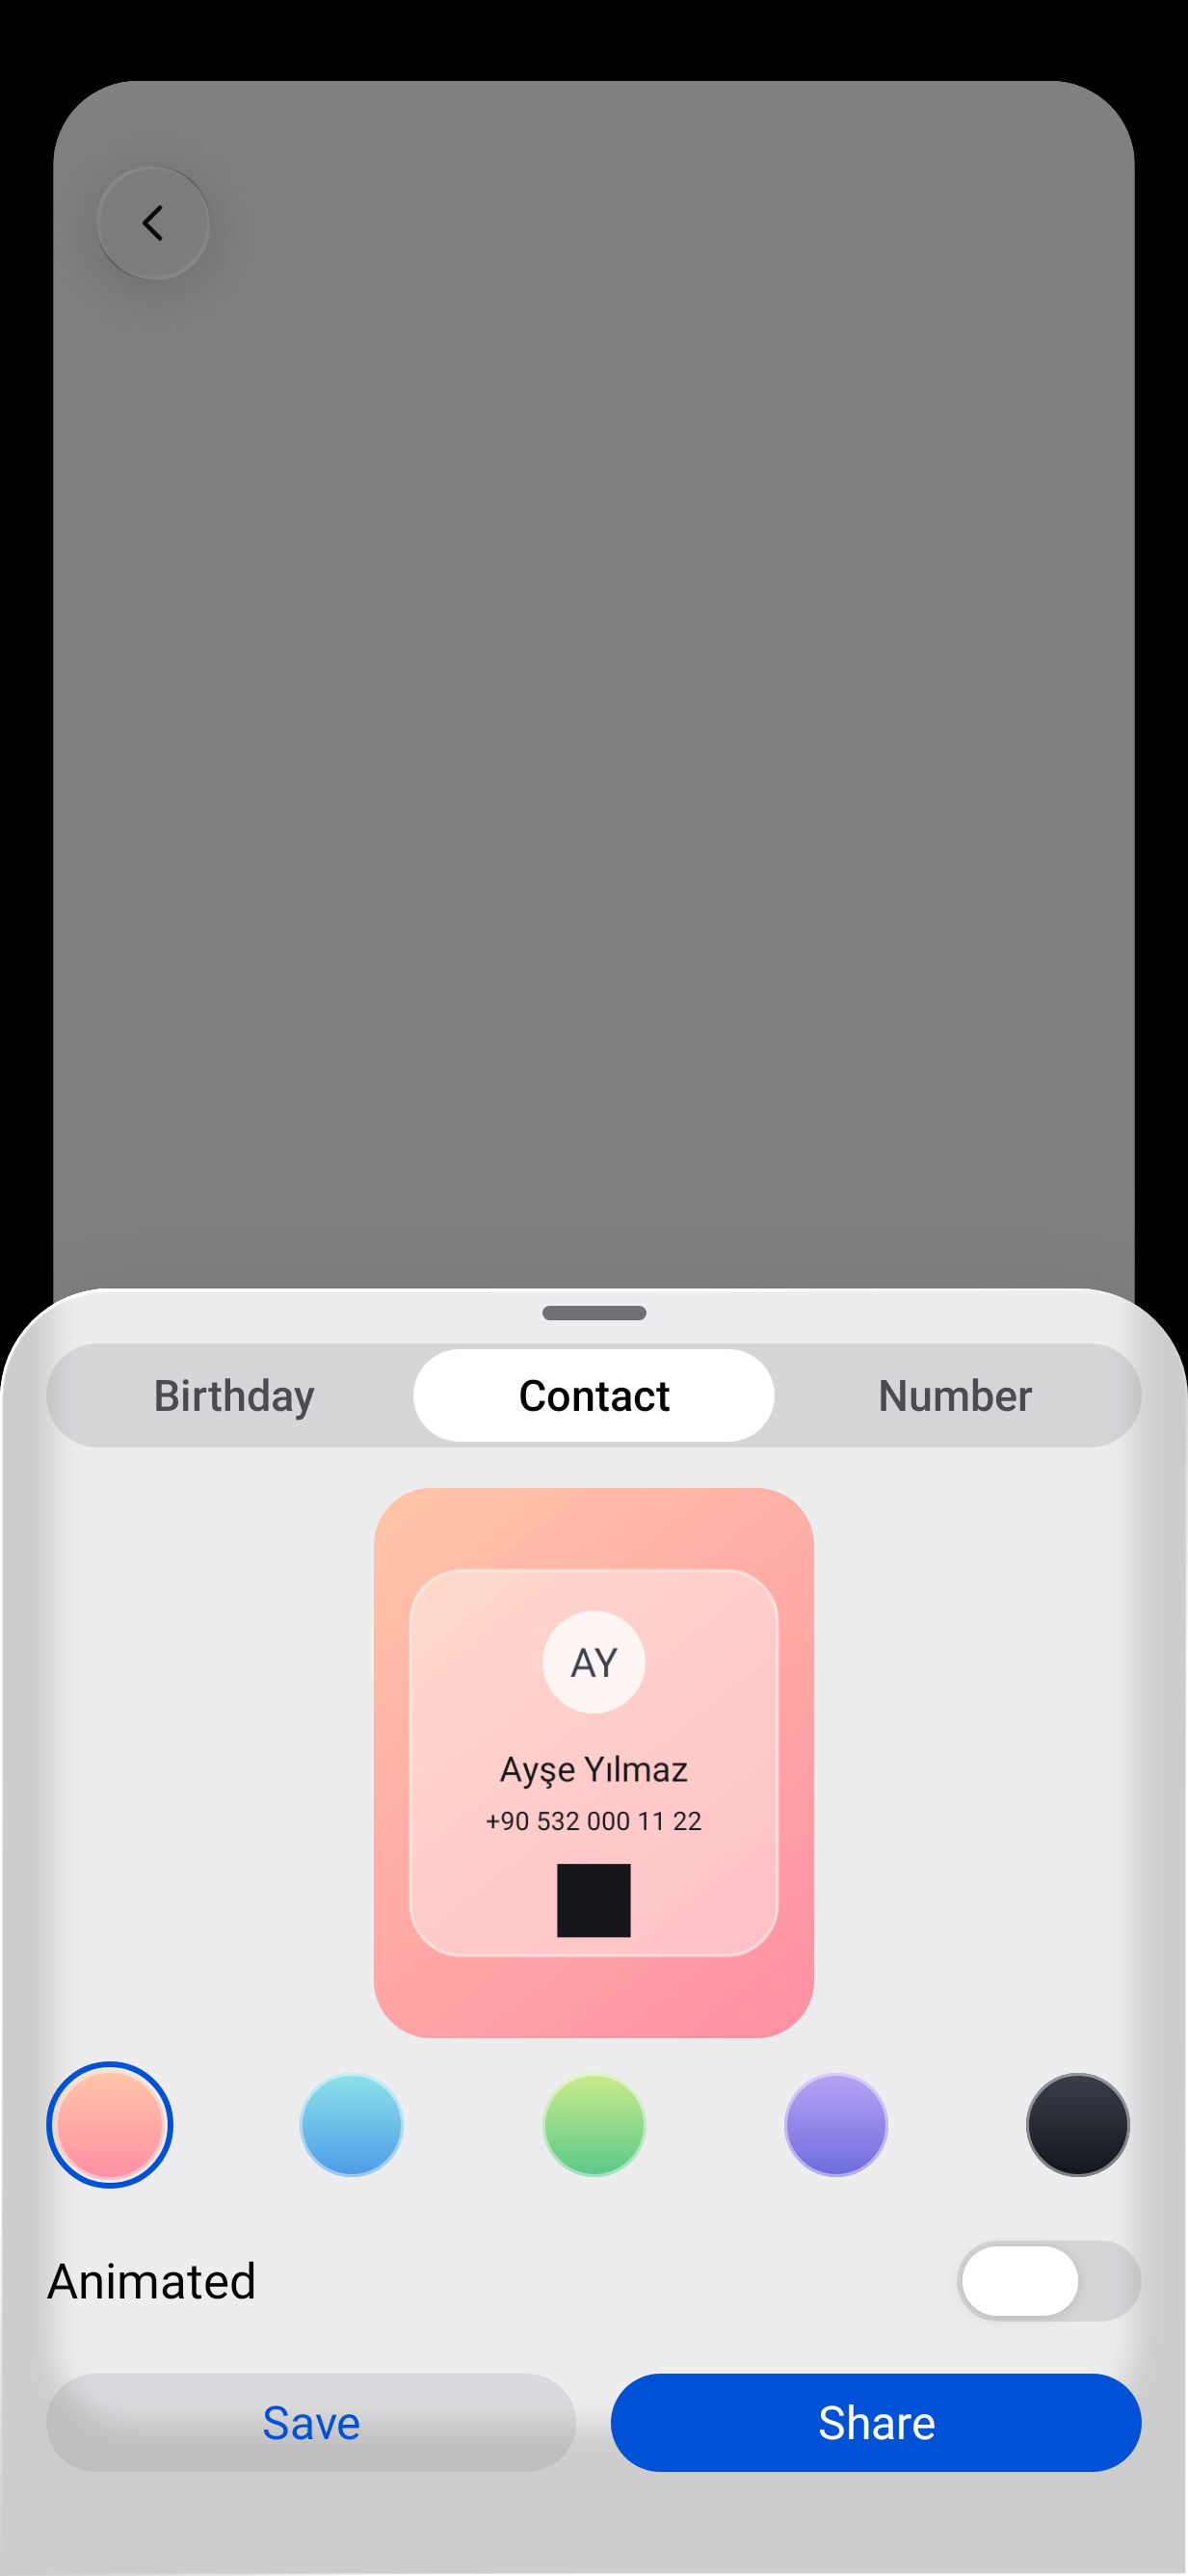 Birthday
Contact
Number
AY
Ayşe Yılmaz
+90 532 000 11 22
Animated
Save
Share